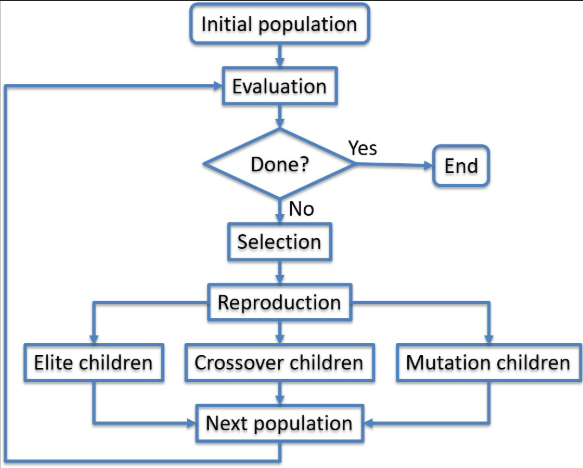 Initial population
Evaluation
Done?
Yes
End
No
Selection
Reproduction
Elite children
Crossover children
Mutation children
Next population